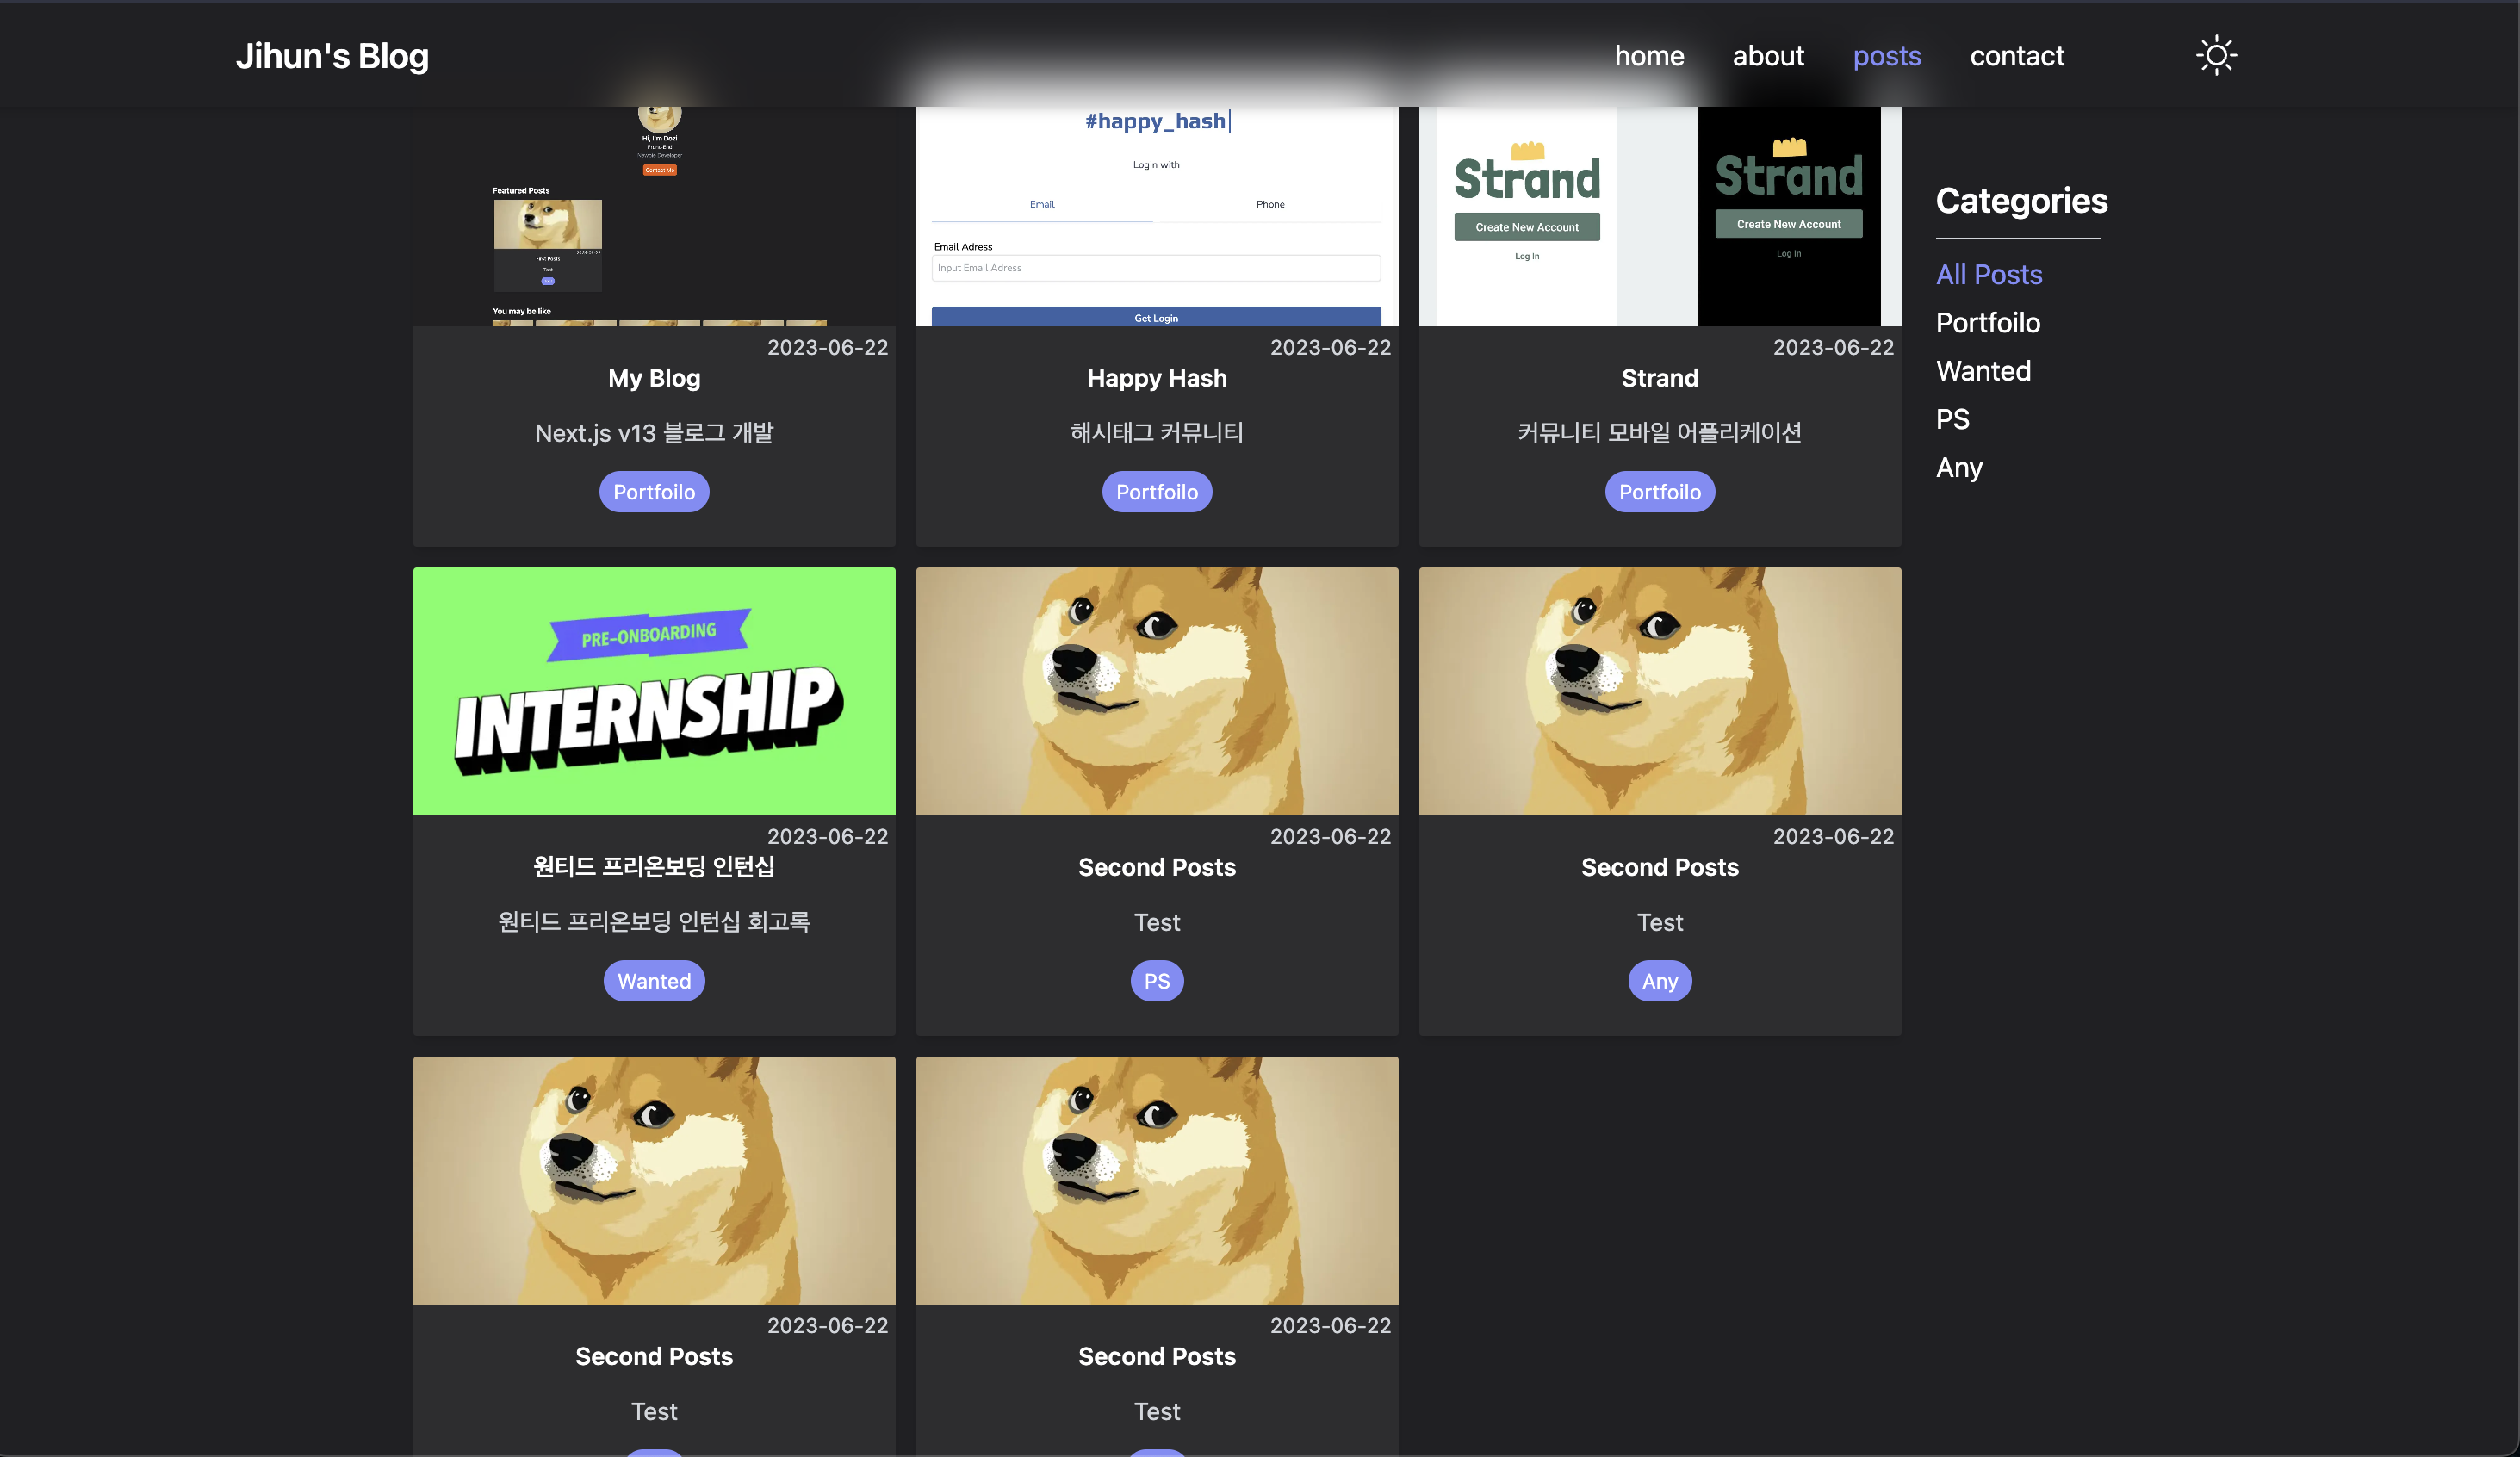 Jihun's Blog
home
about
posts
contact
Hi, I'm Dozi
Front-End
Newbie Developer
Contact Me
Featured Posts
2023-06-22
First Posts
Test
You may be like
2023-06-22
My Blog
Next.js v13 블로그 개발
Portfoilo
#happy_hash
Login with
Email
Phone
Email Adress
Input Email Adress
Get Login
2023-06-22
Happy Hash
해시태그 커뮤니티
Portfoilo
Strand
Create New Account
Log In
Strand
Create New Account
Log In
2023-06-22
Strand
커뮤니티 모바일 어플리케이션
Portfoilo
Categories
All Posts
Portfoilo
Wanted
PS
Any
PRE-ONBOARDING
INTERNSHIP
2023-06-22
원티드 프리온보딩 인턴십
원티드 프리온보딩 인턴십 회고록
Wanted
2023-06-22
Second Posts
Test
PS
2023-06-22
Second Posts
Test
Any
2023-06-22
Second Posts
Test
2023-06-22
Second Posts
Test